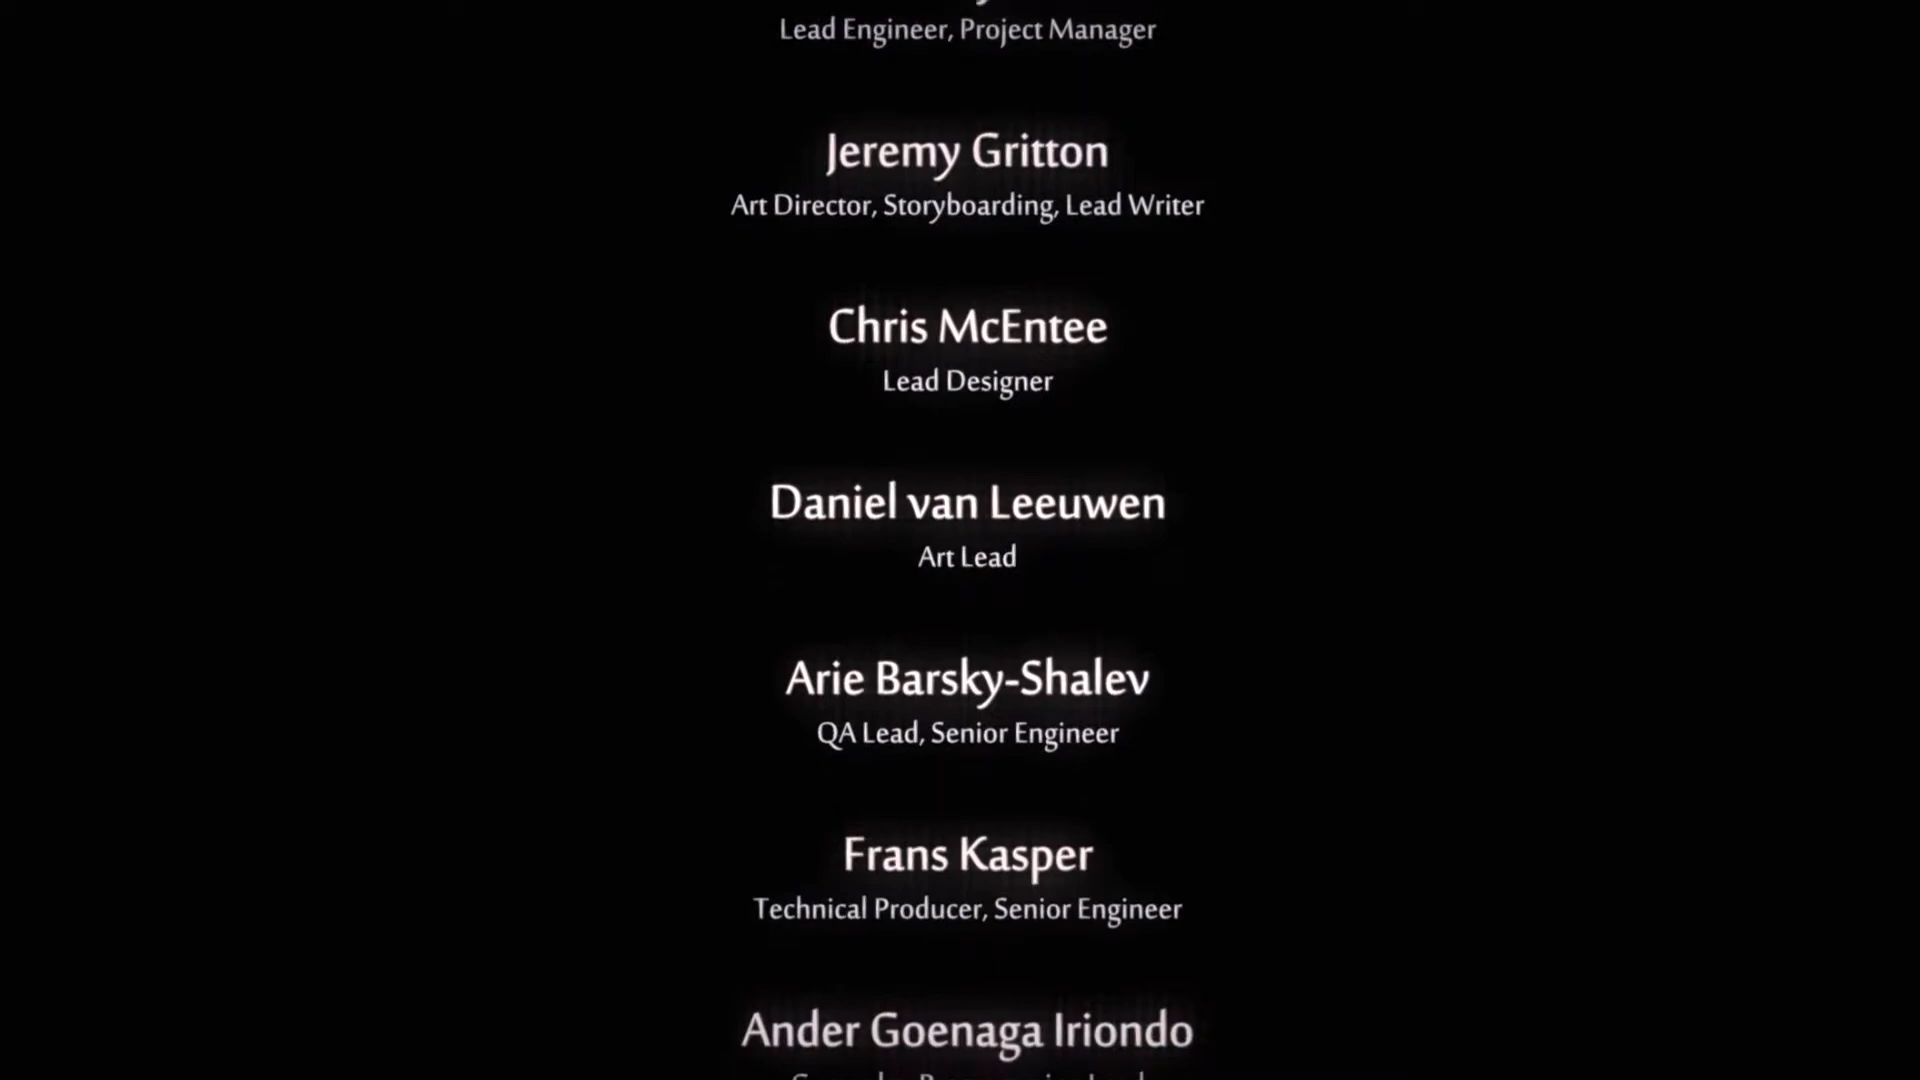 Lead Engineer, Project Manager
Jeremy Gritton
Art Director, Storyboarding, Lead Writer
Chris McEntee
Lead Designer
Daniel van Leeuwen
Art Lead
Arie Barsky-Shalev
QA Lead, Senior Engineer
Frans Kasper
Technical Producer, Senior Engineer
Ander Goenaga Iriondo